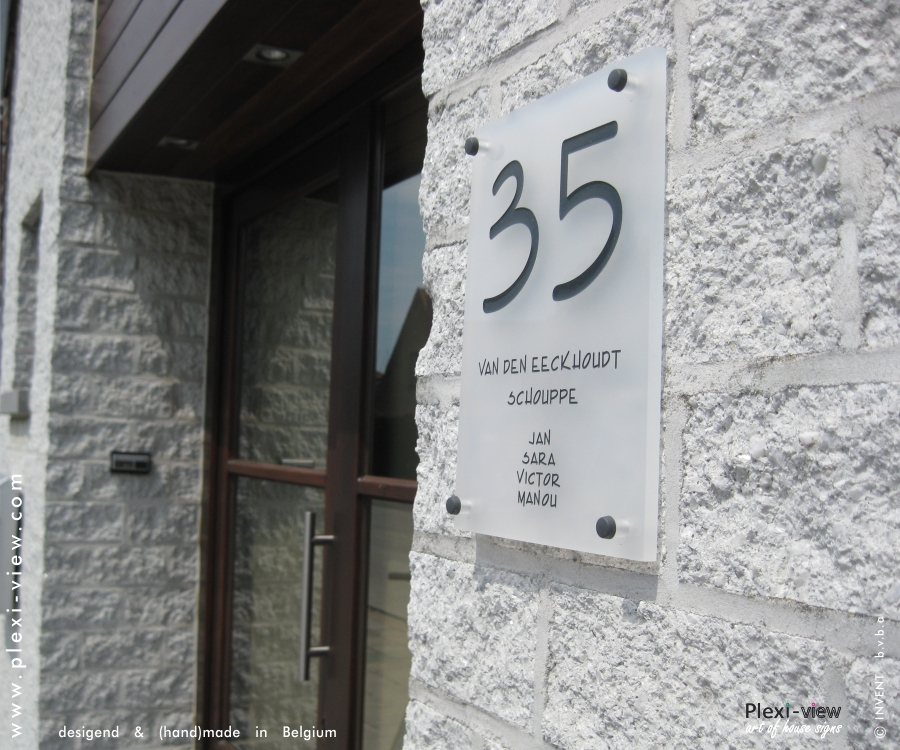 35
VAN DEN EECKHOUDT
SCHOUPPE
JAN
SARA
VICTOR
MANOU
www.plexi-view.com
desigend & (hand)made in Belgium
Plexi-view
art of house signs
© INVENT b.v.b.a